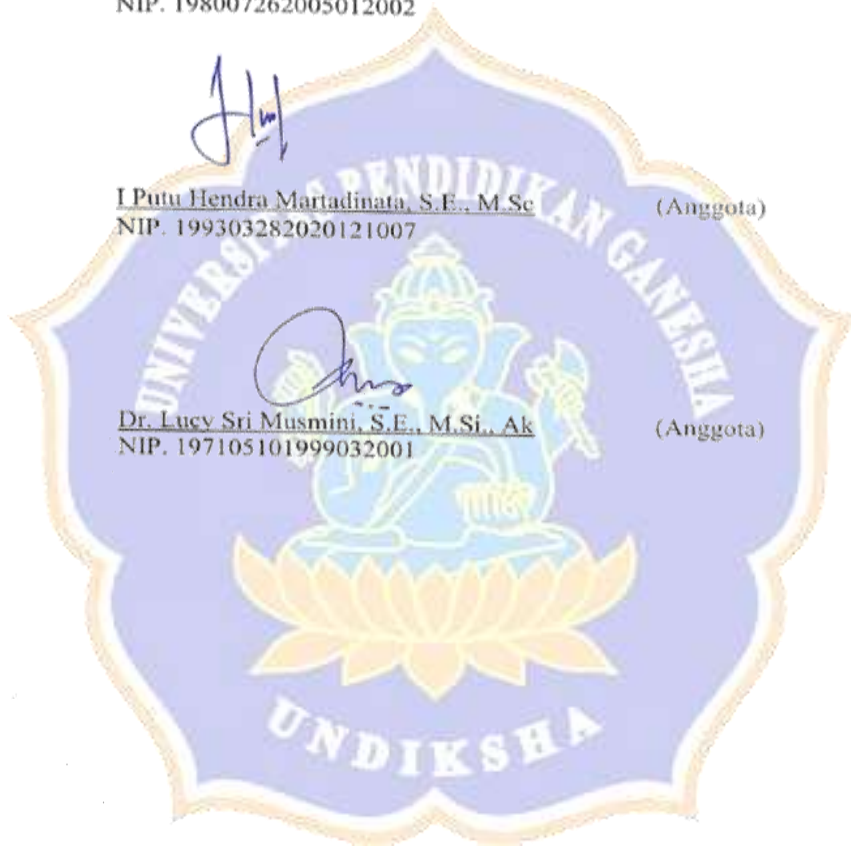 NIP. 198007262005012002
I Putu Hendra Martadinata, S.E., M.Sc (Anggota)
NIP. 199303282020121007
Dr. Lucy Sri Musmini, S.E., M.Si., Ak (Anggota)
NIP. 197105101999032001
UNIVERSITAS PENDIDIKAN GANESHA
UNDIKSHA